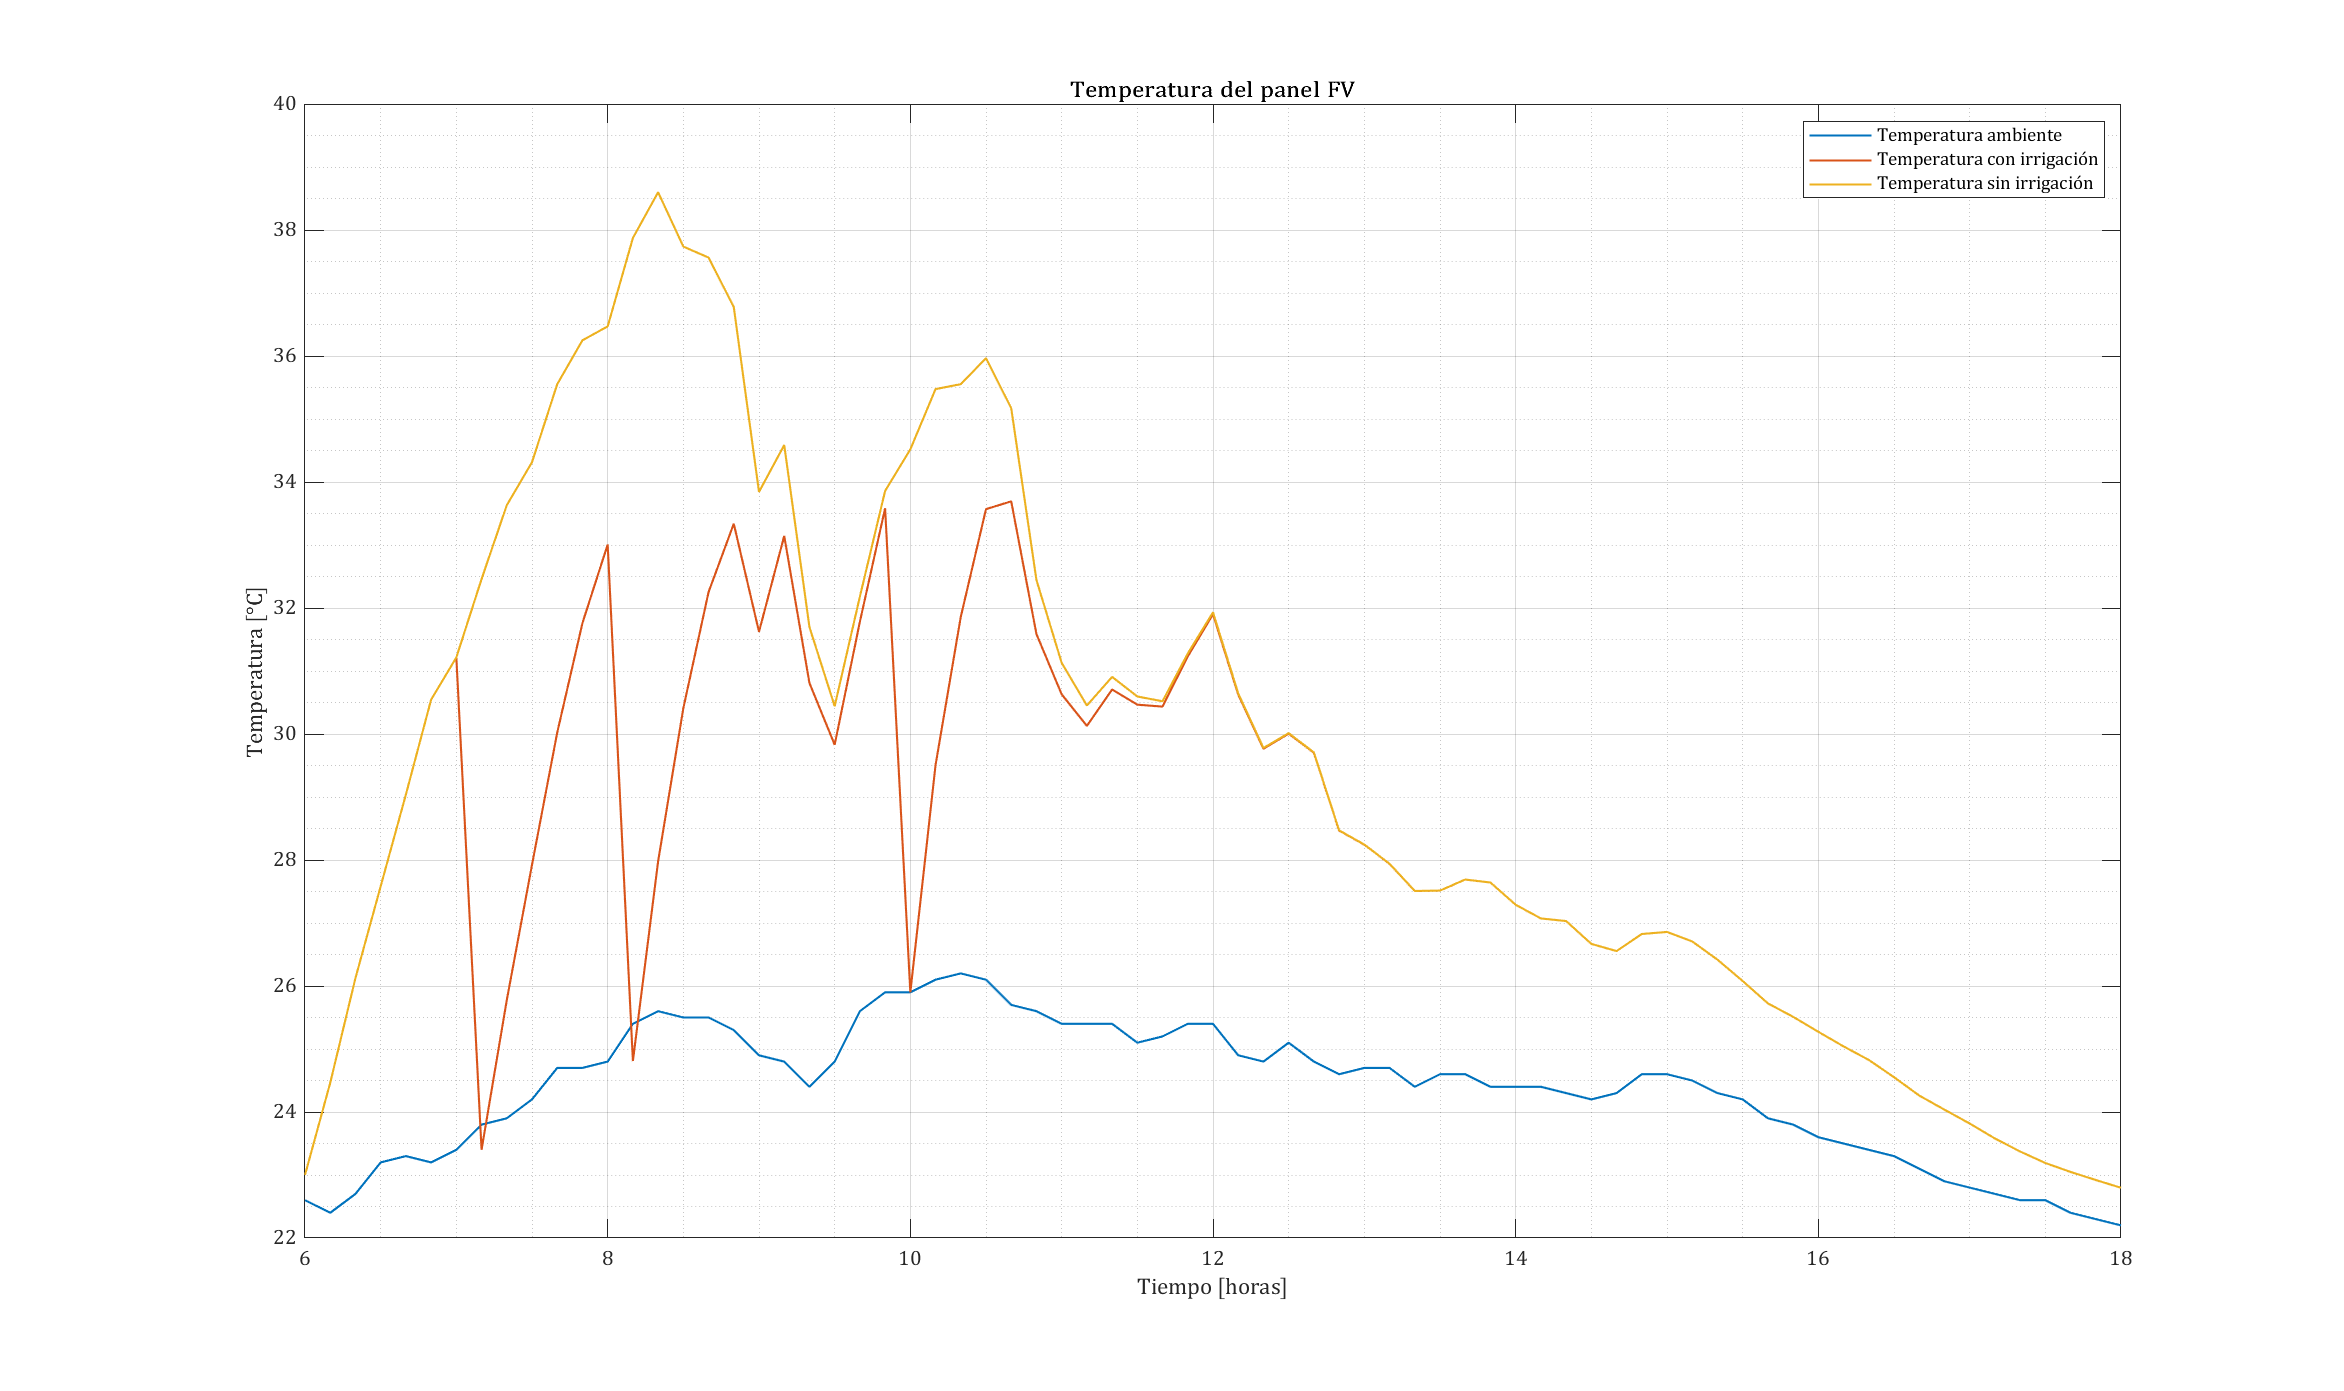 Temperatura del panel FV
40
38
36
34
32
30
28
26
24
22
Temperatura [°C]
Temperatura ambiente
Temperatura con irrigación
Temperatura sin irrigación
6 8 10 12 14 16 18
Tiempo [horas]